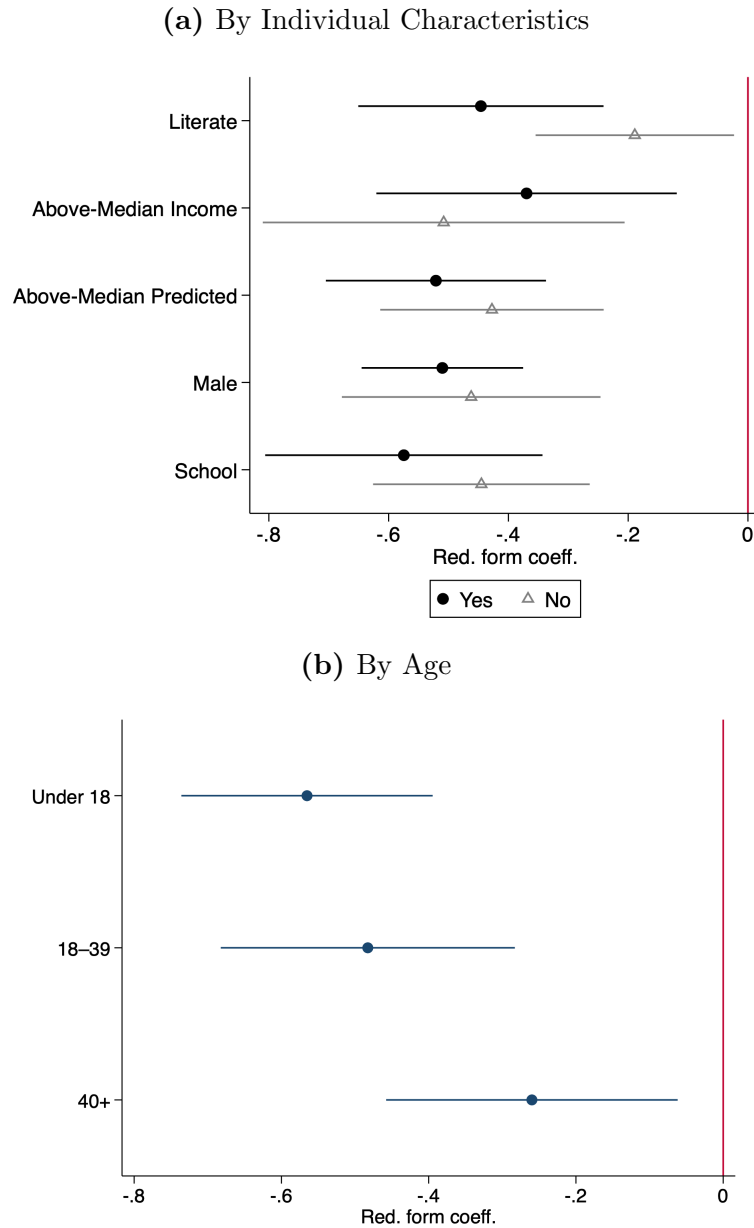 (a) By Individual Characteristics
Literate
Above-Median Income
Above-Median Predicted
Male
School
-.8 -.6 -.4 -.2 0
Red. form coeff.
Yes No
(b) By Age
Under 18
18–39
40+
-.8 -.6 -.4 -.2 0
Red. form coeff.